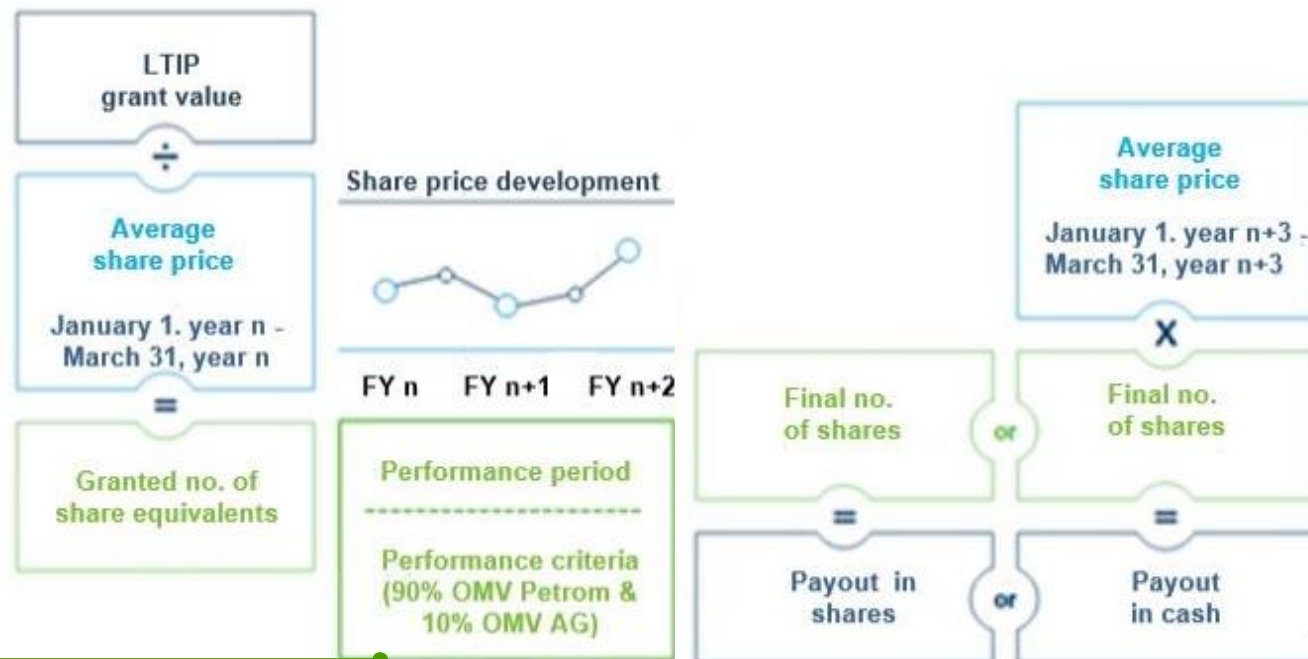 LTIP
grant value
÷
Average
share price
January 1. year n -
March 31, year n
=
Granted no. of
share equivalents
Share price development
FY n FY n+1 FY n+2
Performance period
Performance criteria
(90% OMV Petrom &
10% OMV AG)
Average
share price
January 1. year n+3 -
March 31, year n+3
X
Final no.
of shares
or
Final no.
of shares
=
=
Payout in
shares
or
Payout
in cash